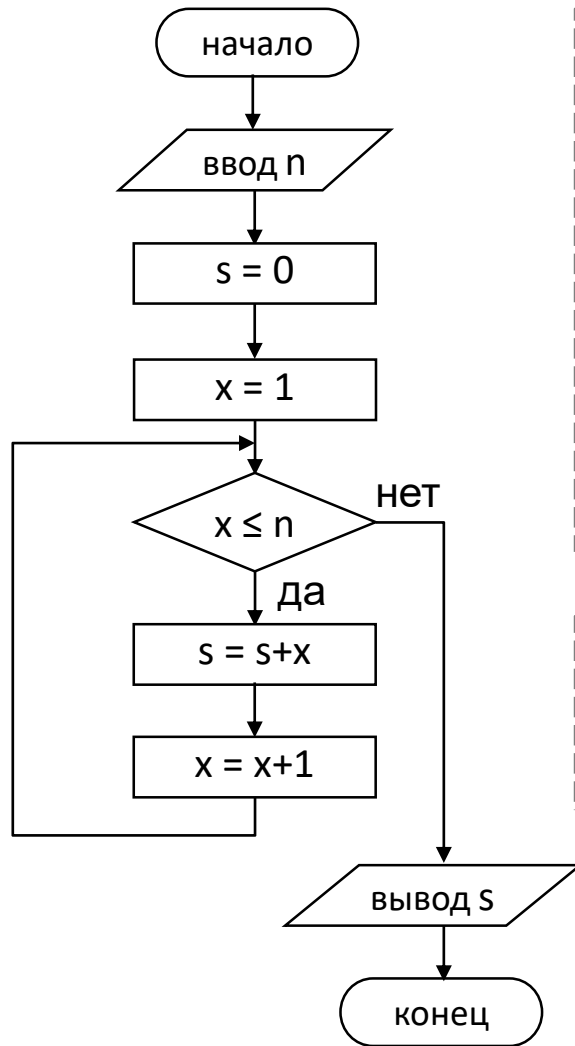 начало
ввод n
s = 0
x = 1
x ≤ n
нет
да
s = s+x
x = x+1
вывод s
конец